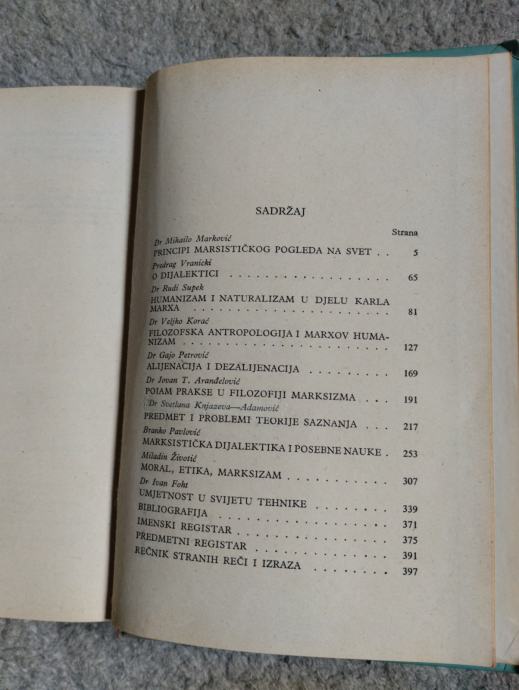 SADRŽAJ
Strana
Dr Mihailo Marković
PRINCIPI MARSISTIČKOG POGLEDA NA SVET . . 5
Predrag Vranicki
O DIJALEKTICI . . . . . . . . . . . . . 65
Dr Rudi Supek
HUMANIZAM I NATURALIZAM U DJELU KARLA
MARXA . . . . . . . . . . . . . . . . 81
Dr Veljko Korać
FILOZOFSKA ANTROPOLOGIJA I MARXOV HUMA-
NIZAM . . . . . . . . . . . . . . . . 127
Dr Gajo Petrović
ALIJENACIJA I DEZALIJENACIJA . . . . . . . 169
Dr Jovan T. Aranđelović
POJAM PRAKSE U FILOZOFIJI MARKSIZMA . . . 191
Dr Svetlana Knjazeva—Adamović
PREDMET I PROBLEMI TEORIJE SAZNANJA . . . 217
Branko Pavlović
MARKSISTIČKA DIJALEKTIKA I POSEBNE NAUKE . 253
Miladin Životić
MORAL, ETIKA, MARKSIZAM . . . . . . . . 307
Dr Ivan Foht
UMJETNOST U SVIJETU TEHNIKE . . . . . . 339
BIBLIOGRAFIJA . . . . . . . . . . . . . 371
IMENSKI REGISTAR . . . . . . . . . . . . 375
PREDMETNI REGISTAR . . . . . . . . . . . 391
REČNIK STRANIH REČI I IZRAZA . . . . . . . 397